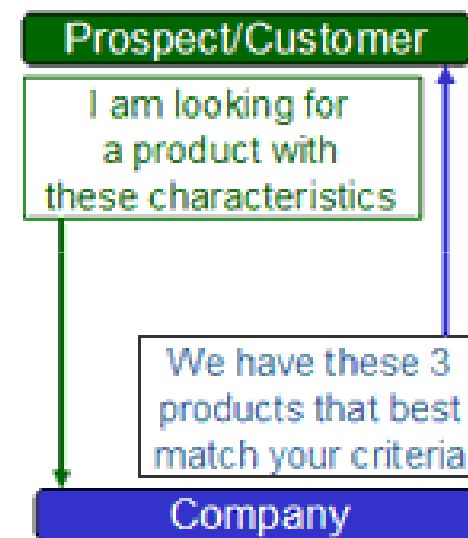 Prospect/Customer
I am looking for
a product with
these characteristics
We have these 3
products that best
match your criteria
Company